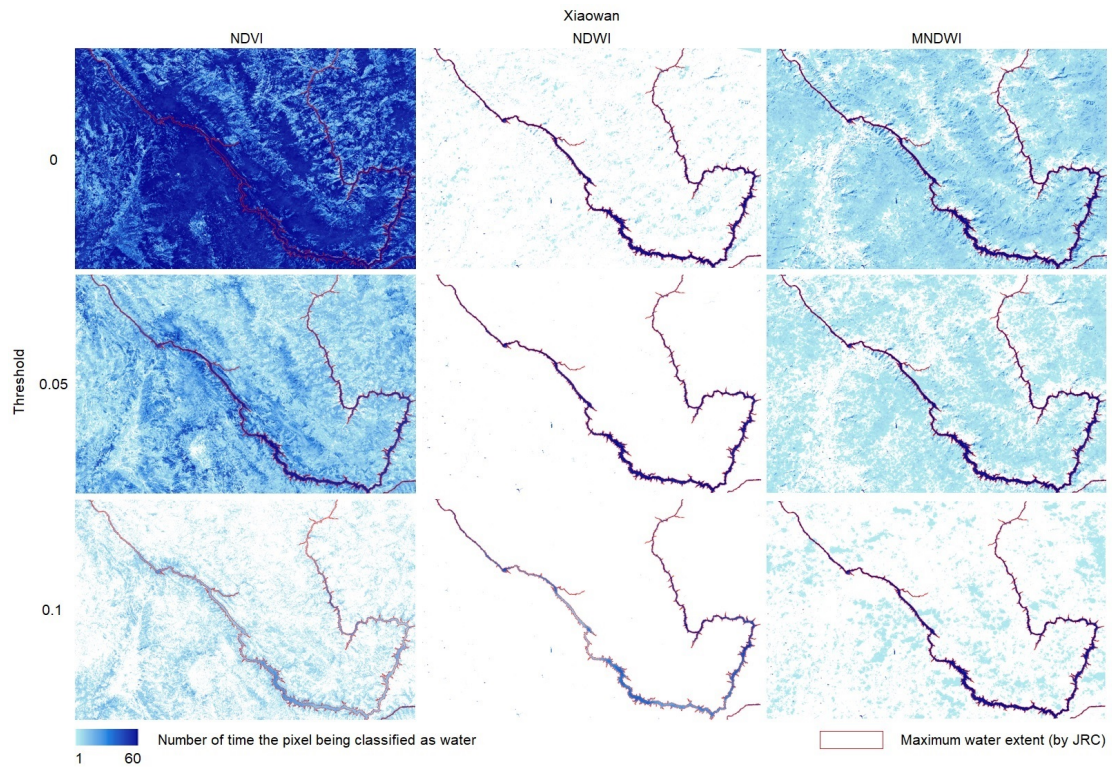 Xiaowan
NDVI
NDWI
MNDWI
0
0.05
0.1
Threshold
Number of time the pixel being classified as water
1
60
Maximum water extent (by JRC)